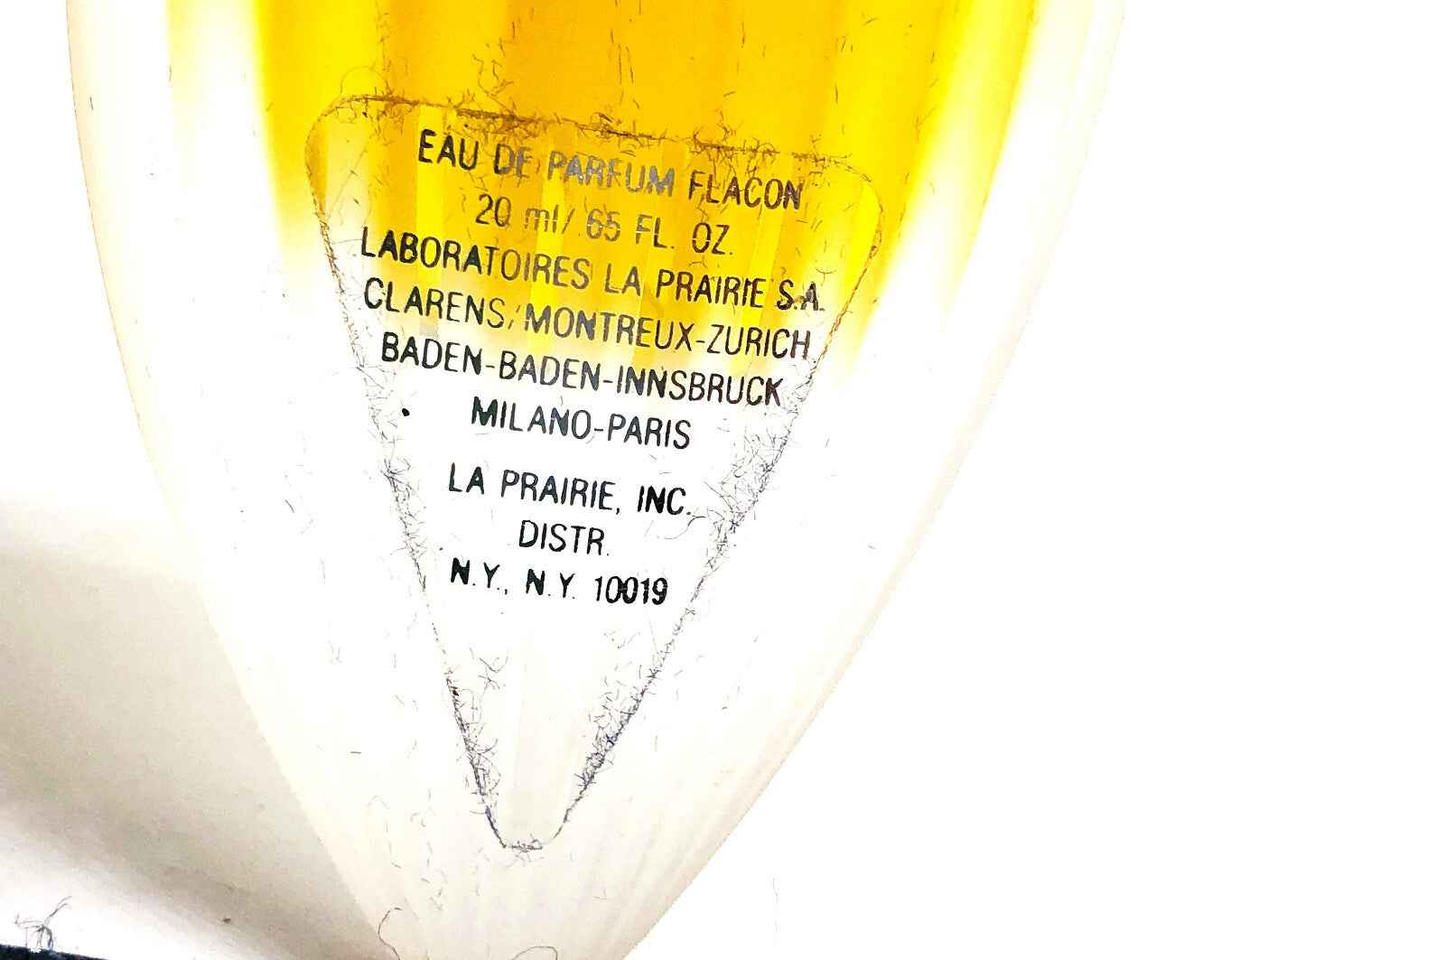 EAU DE PARFUM FLACON
20 ml/.65 FL. OZ.
LABORATOIRES LA PRAIRIE S.A.
CLARENS/MONTREUX-ZURICH
BADEN-BADEN-INNSBRUCK
MILANO-PARIS
LA PRAIRIE, INC.
DISTR.
N.Y., N.Y. 10019